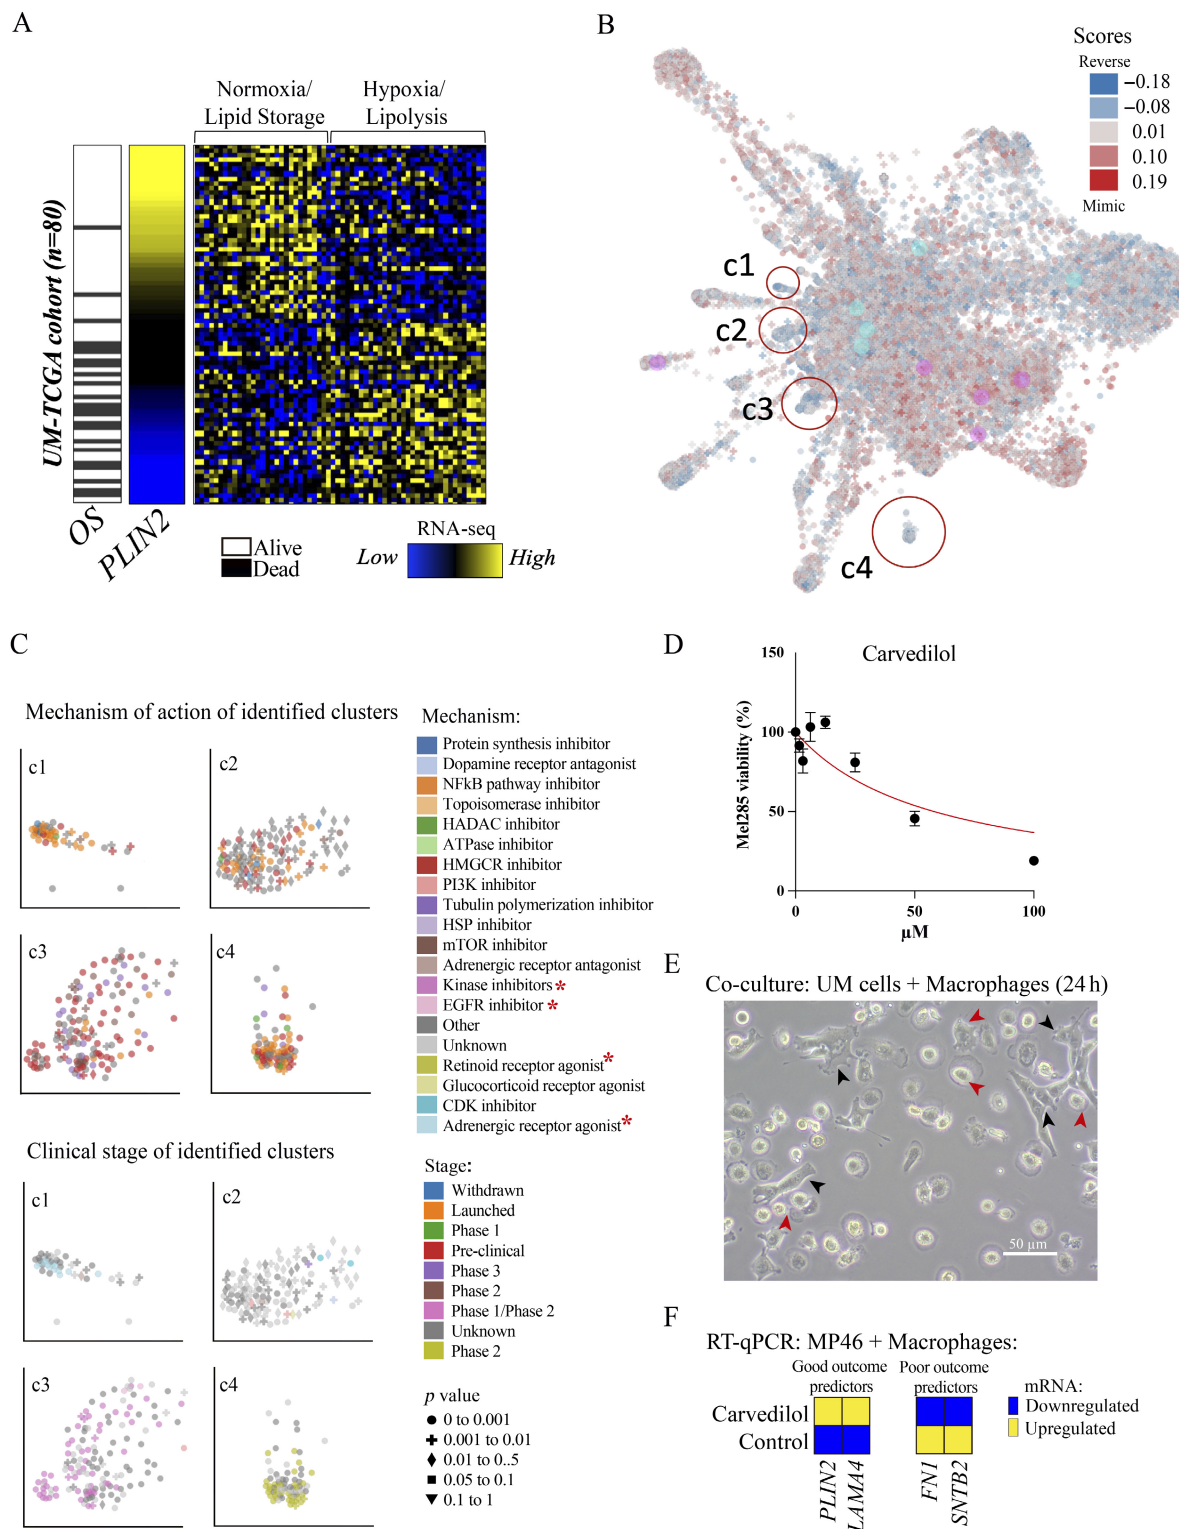 A
Normoxia/
Lipid Storage
Hypoxia/
Lipolysis
UM-TCGA cohort (n=80)
OS
PLIN2
Alive
Dead
RNA-seq
Low
High
B
Scores
Reverse
−0.18
−0.08
0.01
0.10
0.19
Mimic
c1
c2
c3
c4
C
Mechanism of action of identified clusters
c1
c2
c3
c4
Mechanism:
Protein synthesis inhibitor
Dopamine receptor antagonist
NFkB pathway inhibitor
Topoisomerase inhibitor
HADAC inhibitor
ATPase inhibitor
HMGCR inhibitor
PI3K inhibitor
Tubulin polymerization inhibitor
HSP inhibitor
mTOR inhibitor
Adrenergic receptor antagonist
Kinase inhibitors*
EGFR inhibitor *
Other
Unknown
Retinoid receptor agonist*
Glucocorticoid receptor agonist
CDK inhibitor
Adrenergic receptor agonist*
Clinical stage of identified clusters
c1
c2
c3
c4
Stage:
Withdrawn
Launched
Phase 1
Pre-clinical
Phase 3
Phase 2
Phase 1/Phase 2
Unknown
Phase 2
p value
0 to 0.001
0.001 to 0.01
0.01 to 0..5
0.05 to 0.1
0.1 to 1
D
Carvedilol
Mel285 viability (%)
150
100
50
0
0
50
100
µM
E
Co-culture: UM cells + Macrophages (24 h)
50 µm
F
RT-qPCR: MP46 + Macrophages:
Good outcome
predictors
Poor outcome
predictors
mRNA:
Downregulated
Upregulated
Carvedilol
Control
PLIN2
LAMA4
FN1
SNTB2